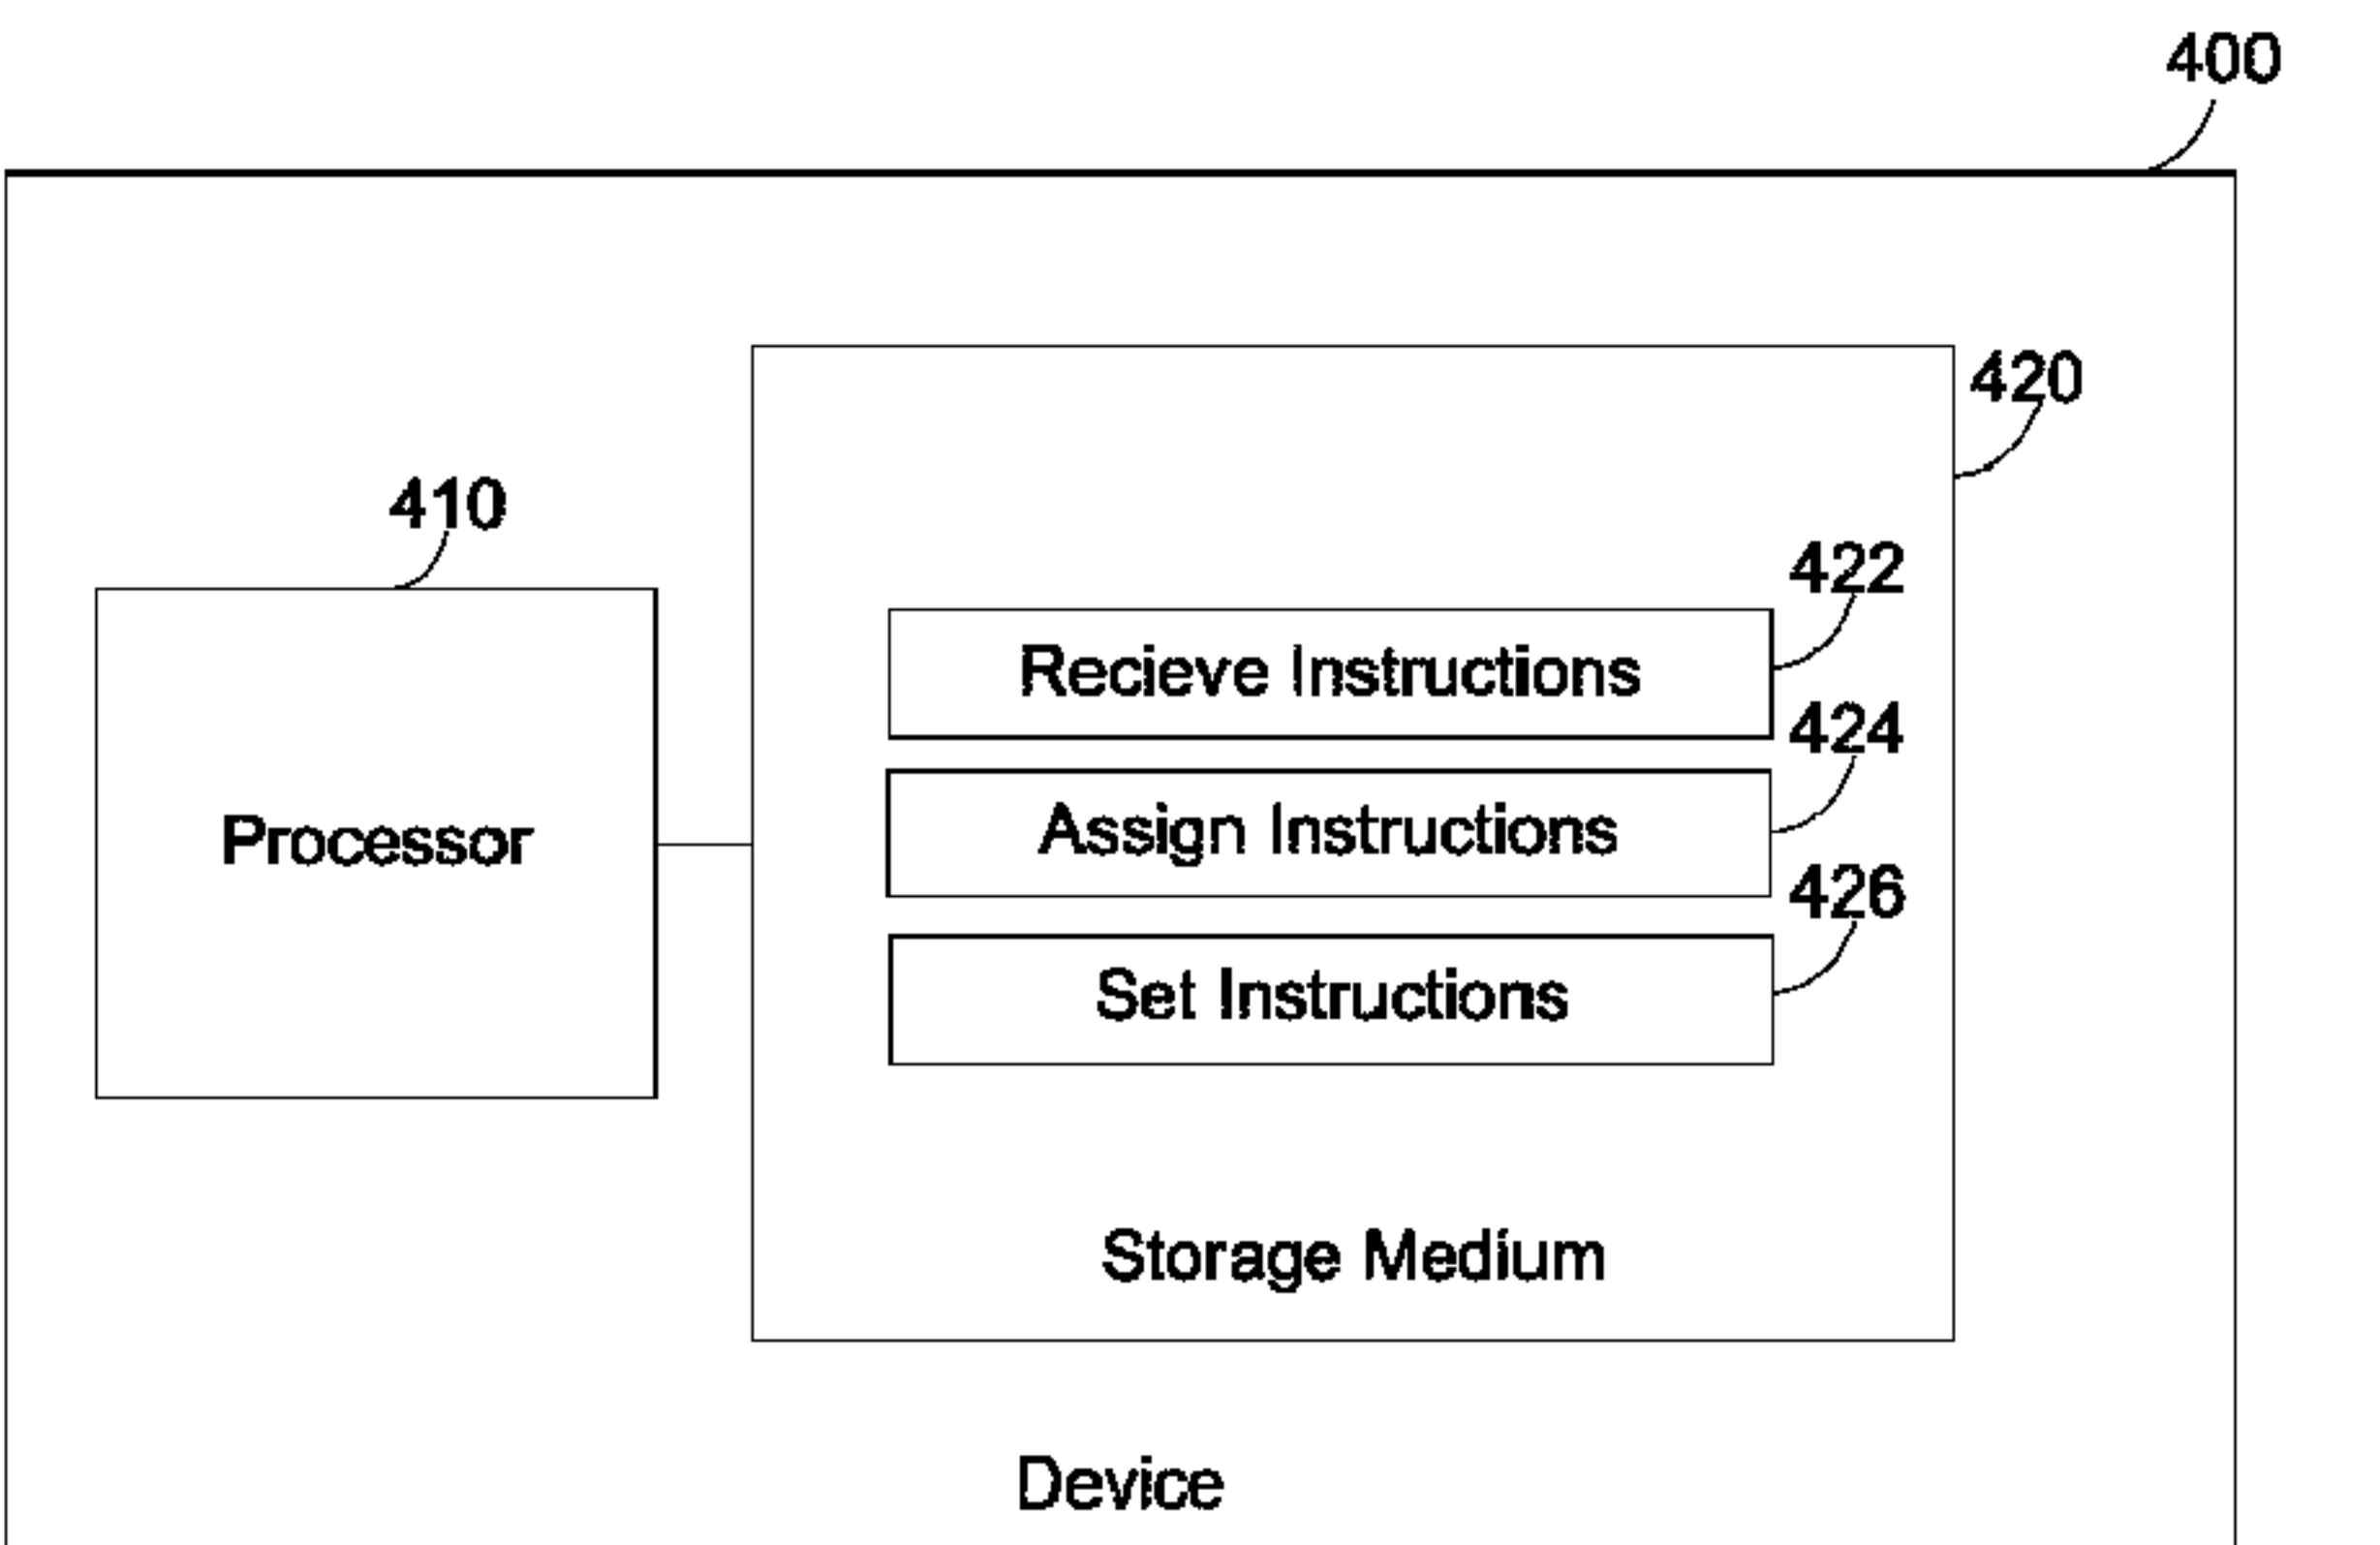 400
420
410
422
Recieve Instructions
424
Assign Instructions
Processor
426
Set Instructions
Storage Medium
Device